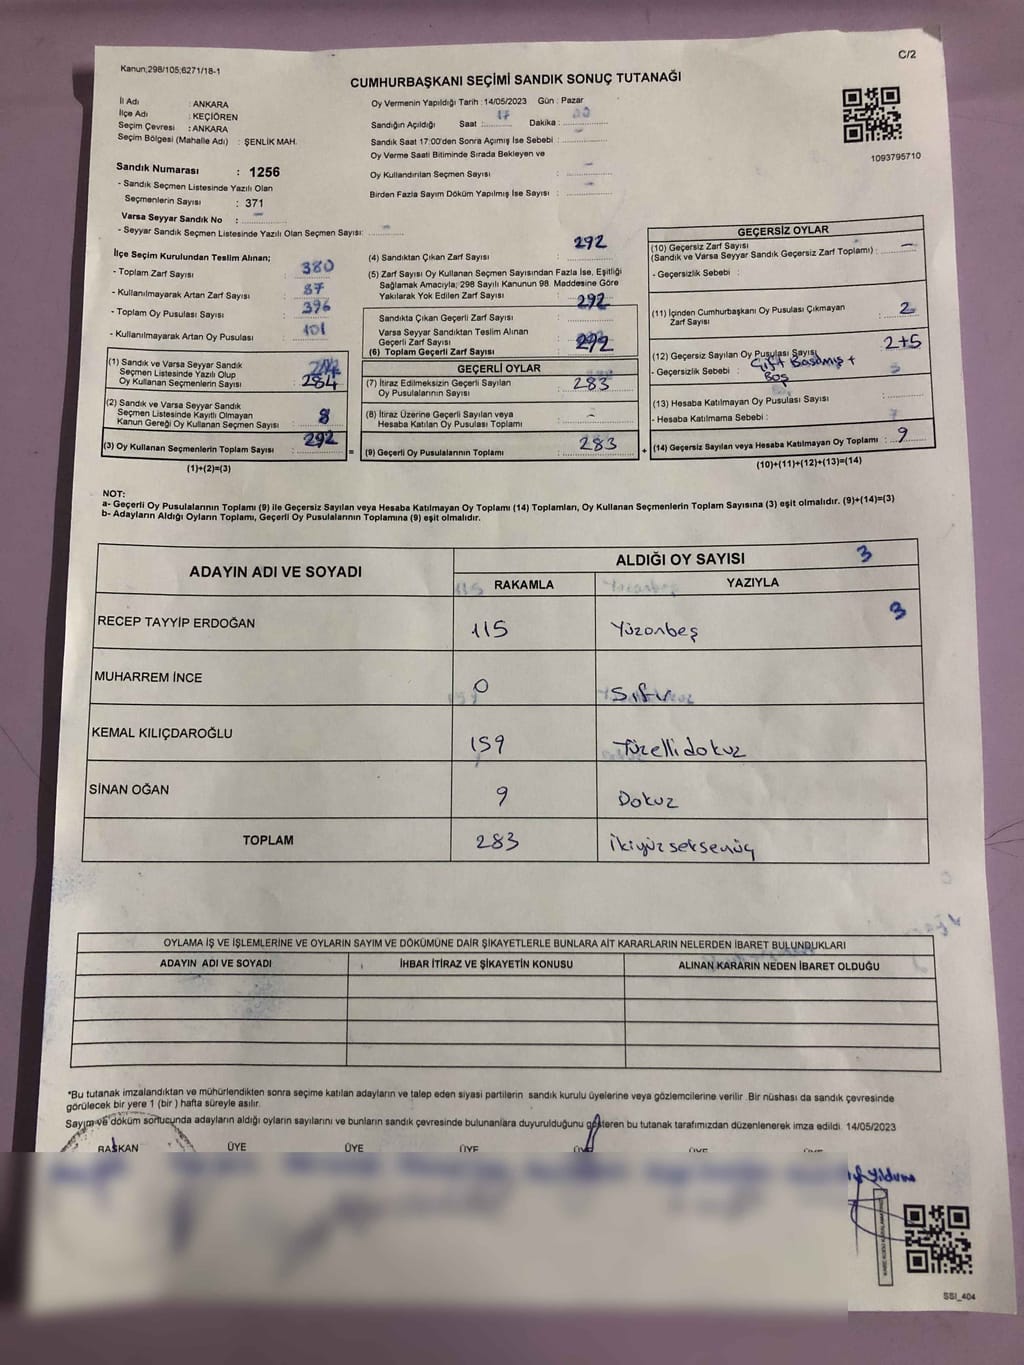 C/2
Kanun;298/105;6271/18-1
CUMHURBAŞKANI SEÇİMİ SANDIK SONUÇ TUTANAĞI
İl Adı : ANKARA
İlçe Adı : KEÇİÖREN
Seçim Çevresi : ANKARA
Seçim Bölgesi (Mahalle Adı) : ŞENLİK MAH.
Sandık Numarası : 1256
- Sandık Seçmen Listesinde Yazılı Olan
Seçmenlerin Sayısı : 371
Varsa Seyyar Sandık No : -
- Seyyar Sandık Seçmen Listesinde Yazılı Olan Seçmen Sayısı: -
Oy Vermenin Yapıldığı Tarih : 14/05/2023 Gün : Pazar
Sandığın Açıldığı Saat : 17 Dakika : 00
Sandık Saat 17:00'den Sonra Açımış İse Sebebi : -
Oy Verme Saati Bitiminde Sırada Bekleyen ve
Oy Kullandırılan Seçmen Sayısı : -
Birden Fazla Sayım Döküm Yapılmış İse Sayısı : -
1093795710
İlçe Seçim Kurulundan Teslim Alınan;
- Toplam Zarf Sayısı : 380
- Kullanılmayarak Artan Zarf Sayısı : 87
- Toplam Oy Pusulası Sayısı : 396
- Kullanılmayarak Artan Oy Pusulası : 101
(1) Sandık ve Varsa Seyyar Sandık
Seçmen Listesinde Yazılı Olup
Oy Kullanan Seçmenlerin Sayısı : 284
(2) Sandık ve Varsa Seyyar Sandık
Seçmen Listesinde Kayıtlı Olmayan
Kanun Gereği Oy Kullanan Seçmen Sayısı : 8
(3) Oy Kullanan Seçmenlerin Toplam Sayısı : 292
(1)+(2)=(3)
(4) Sandıktan Çıkan Zarf Sayısı : 292
(5) Zarf Sayısı Oy Kullanan Seçmen Sayısından Fazla İse, Eşitliği
Sağlamak Amacıyla; 298 Sayılı Kanunun 98. Maddesine Göre
Yakılarak Yok Edilen Zarf Sayısı :
Sandıkta Çıkan Geçerli Zarf Sayısı : 292
Varsa Seyyar Sandıktan Teslim Alınan
Geçerli Zarf Sayısı :
(6) Toplam Geçerli Zarf Sayısı : 292
GEÇERLİ OYLAR
(7) İtiraz Edilmeksizin Geçerli Sayılan
Oy Pusulasının Sayısı : 283
(8) İtiraz Üzerine Geçerli Sayılan veya
Hesaba Katılan Oy Pusulası Toplamı : -
(9) Geçerli Oy Pusulalarının Toplamı : 283
GEÇERSİZ OYLAR
(10) Geçersiz Zarf Sayısı
(Sandık ve Varsa Seyyar Sandık Geçersiz Zarf Toplamı) : -
- Geçersizlik Sebebi :
(11) İçinden Cumhurbaşkanı Oy Pusulası Çıkmayan
Zarf Sayısı : 2
(12) Geçersiz Sayılan Oy Pusulası Sayısı 2+5
- Geçersizlik Sebebi : Çift Basılmış +
Boş
(13) Hesaba Katılmayan Oy Pusulası Sayısı :
- Hesaba Katılmama Sebebi :
(14) Geçersiz Sayılan veya Hesaba Katılmayan Oy Toplamı : 9
(10)+(11)+(12)+(13)=(14)
NOT:
a- Geçerli Oy Pusulalarının Toplamı (9) ile Geçersiz Sayılan veya Hesaba Katılmayan Oy Toplamı (14) Toplamları, Oy Kullanan Seçmenlerin Toplam Sayısına (3) eşit olmalıdır. (9)+(14)=(3)
b- Adayların Aldığı Oyların Toplamı, Geçerli Oy Pusulalarının Toplamına (9) eşit olmalıdır.
ADAYIN ADI VE SOYADI
ALDIĞI OY SAYISI 3
RAKAMLA YAZIYLA
RECEP TAYYİP ERDOĞAN 115 Yüzonbeş 3
MUHARREM İNCE 0 Sıfır
KEMAL KILIÇDAROĞLU 159 Yüzellidokuz
SİNAN OĞAN 9 Dokuz
TOPLAM 283 ikiyüz seksenüç
OYLAMA İŞ VE İŞLEMLERİNE VE OYLARIN SAYIM VE DÖKÜMÜNE DAİR ŞİKAYETLERLE BUNLARA AİT KARARLARIN NELERDEN İBARET BULUNDUKLARI
ADAYIN ADI VE SOYADI İHBAR İTİRAZ VE ŞİKAYETİN KONUSU ALINAN KARARIN NEDEN İBARET OLDUĞU
*Bu tutanak imzalandıktan ve mühürlendikten sonra seçime katılan adayların ve talep eden siyasi partilerin sandık kurulu üyelerine veya gözlemcilerine verilir .Bir nüshası da sandık çevresinde
görülecek bir yere 1 (bir ) hafta süreyle asılır.
Sayım ve döküm sonucunda adayların aldığı oyların sayılarını ve bunların sandık çevresinde bulunanlara duyurulduğunu gösteren bu tutanak tarafımızdan düzenlenerek imza edildi. 14/05/2023
BAŞKAN ÜYE ÜYE ÜYE ÜYE ÜYE ÜYE
SSI_404